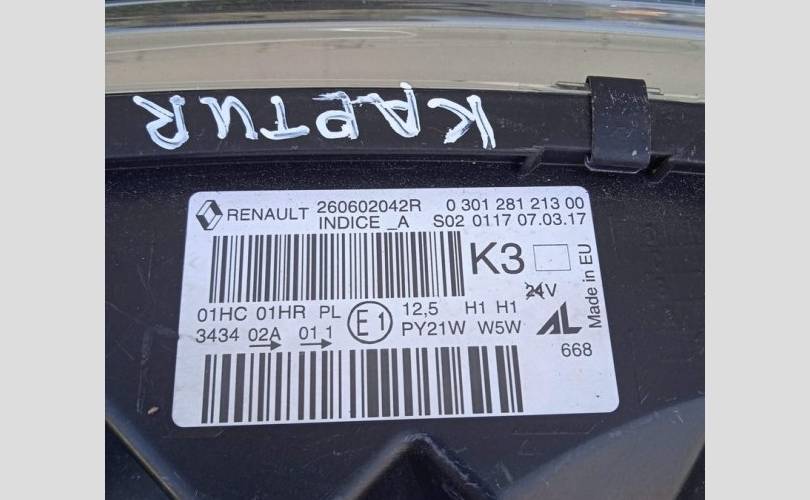 KAPTUR
RENAULT 260602042R 0 301 281 213 00
INDICE _A S02 0117 07.03.17
K3
24V
Made in EU
01HC 01HR PL E1 12,5 H1 H1
3434 02A 01 1 PY21W W5W AL
668